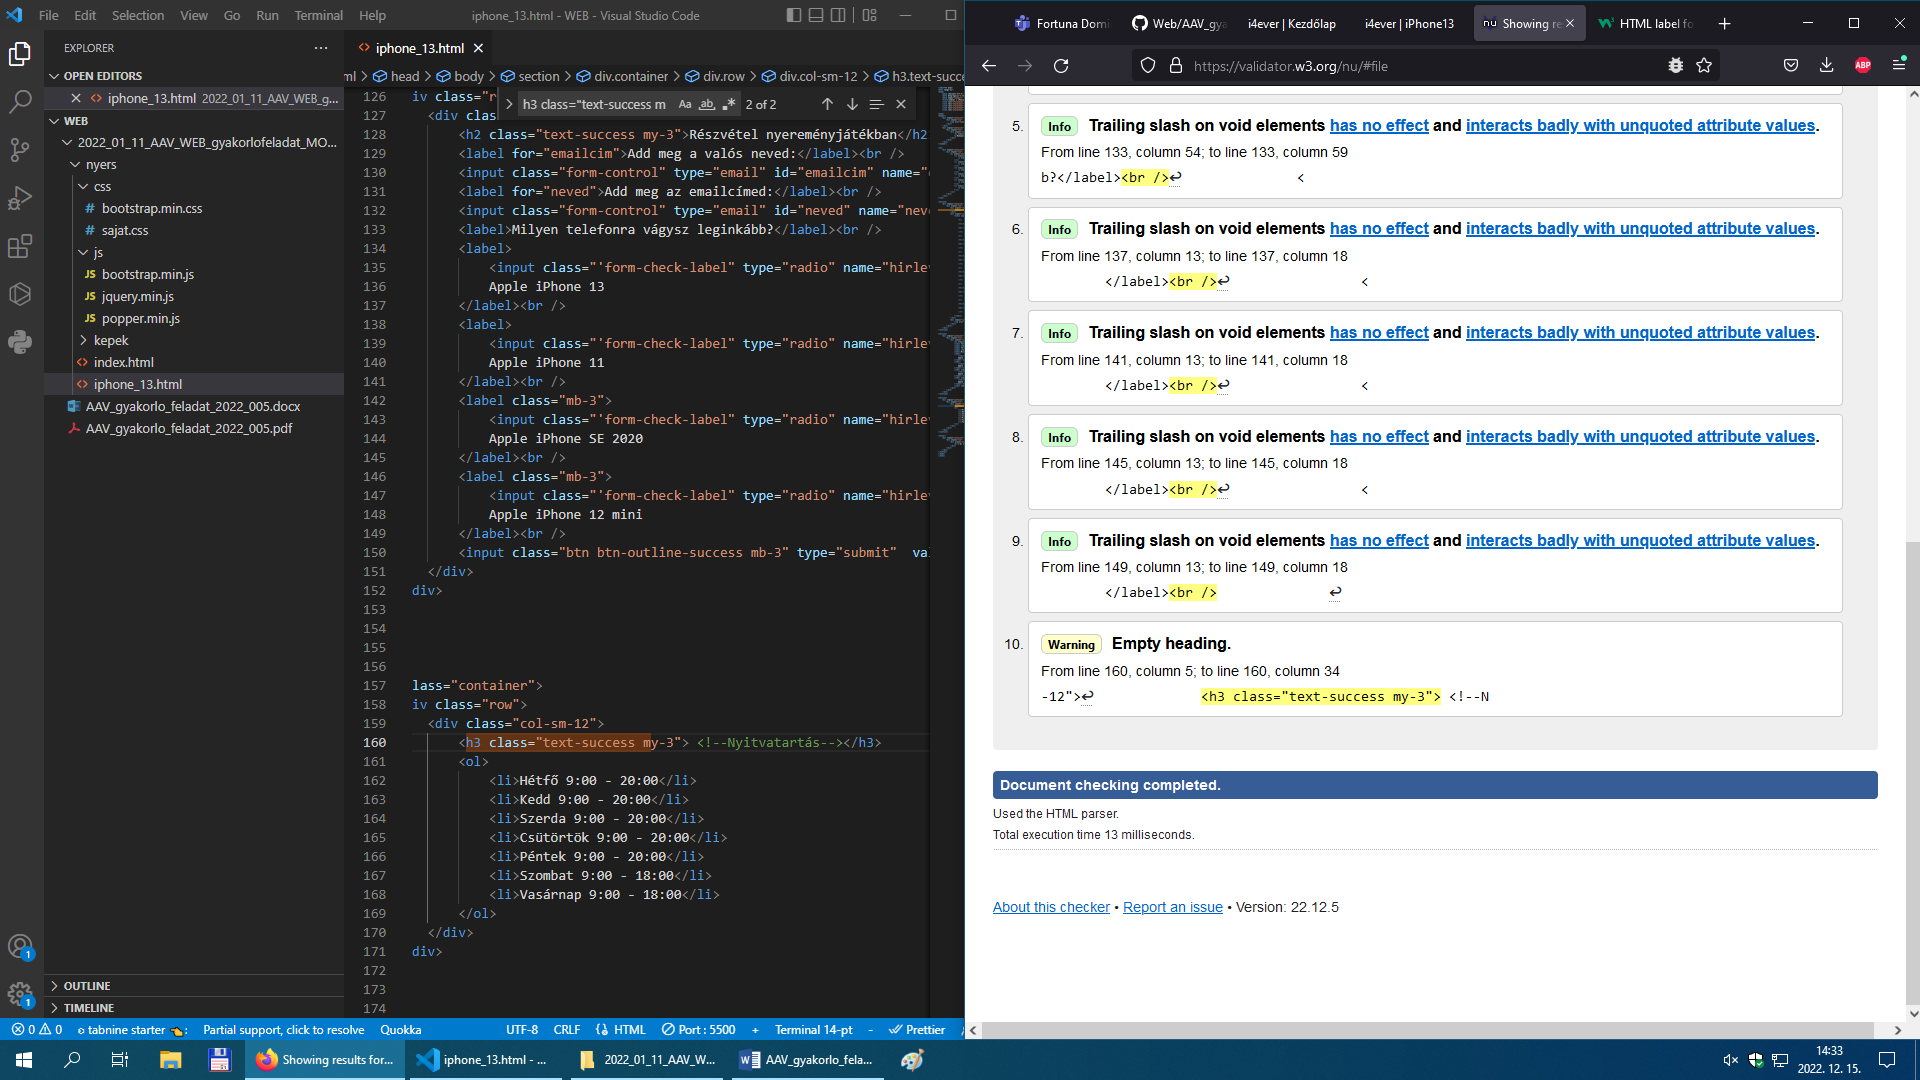 File Edit Selection View Go Run Terminal Help iphone_13.html - WEB - Visual Studio Code
EXPLORER
OPEN EDITORS
iphone_13.html 2022_01_11_AAV_WEB_g...
WEB
2022_01_11_AAV_WEB_gyakorlofeladat_MO...
nyers
css
# bootstrap.min.css
# sajat.css
js
JS bootstrap.min.js
JS jquery.min.js
JS popper.min.js
kepek
<> index.html
<> iphone_13.html
AAV_gyakorlo_feladat_2022_005.docx
AAV_gyakorlo_feladat_2022_005.pdf
OUTLINE
TIMELINE
<> iphone_13.html
ml > head > body > section > div.container > div.row > div.col-sm-12 > h3.text-succe
h3 class="text-success m Aa ab .* 2 of 2
126 iv class="r
127 <div clas
128 <h2 class="text-success my-3">Részvétel nyereményjátékban</h2
129 <label for="emailcim">Add meg a valós neved:</label><br />
130 <input class="form-control" type="email" id="emailcim" name="
131 <label for="neved">Add meg az emailcímed:</label><br />
132 <input class="form-control" type="email" id="neved" name="neve
133 <label>Milyen telefonra vágysz leginkább?</label><br />
134 <label>
135 <input class="'form-check-label" type="radio" name="hirlev
136 Apple iPhone 13
137 </label><br />
138 <label>
139 <input class="'form-check-label" type="radio" name="hirlev
140 Apple iPhone 11
141 </label><br />
142 <label class="mb-3">
143 <input class="'form-check-label" type="radio" name="hirlev
144 Apple iPhone SE 2020
145 </label><br />
146 <label class="mb-3">
147 <input class="'form-check-label" type="radio" name="hirlev
148 Apple iPhone 12 mini
149 </label><br />
150 <input class="btn btn-outline-success mb-3" type="submit" val
151 </div>
152 div>
153
154
155
156
157 lass="container">
158 iv class="row">
159 <div class="col-sm-12">
160 <h3 class="text-success my-3"> <!--Nyitvatartás--></h3>
161 <ol>
162 <li>Hétfő 9:00 - 20:00</li>
163 <li>Kedd 9:00 - 20:00</li>
164 <li>Szerda 9:00 - 20:00</li>
165 <li>Csütörtök 9:00 - 20:00</li>
166 <li>Péntek 9:00 - 20:00</li>
167 <li>Szombat 9:00 - 18:00</li>
168 <li>Vasárnap 9:00 - 18:00</li>
169 </ol>
170 </div>
171 div>
172
173
174
0 0 tabnine starter Partial support, click to resolve Quokka UTF-8 CRLF HTML Port : 5500 + Terminal 14-pt - Prettier
Fortuna Domi Web/AAV_gya i4ever | Kezdőlap i4ever | iPhone13 nu Showing re HTML label fo
https://validator.w3.org/nu/#file
ABP
5. Info Trailing slash on void elements has no effect and interacts badly with unquoted attribute values.
From line 133, column 54; to line 133, column 59
b?</label><br />↩ <
6. Info Trailing slash on void elements has no effect and interacts badly with unquoted attribute values.
From line 137, column 13; to line 137, column 18
</label><br />↩ <
7. Info Trailing slash on void elements has no effect and interacts badly with unquoted attribute values.
From line 141, column 13; to line 141, column 18
</label><br />↩ <
8. Info Trailing slash on void elements has no effect and interacts badly with unquoted attribute values.
From line 145, column 13; to line 145, column 18
</label><br />↩ <
9. Info Trailing slash on void elements has no effect and interacts badly with unquoted attribute values.
From line 149, column 13; to line 149, column 18
</label><br /> ↩
10. Warning Empty heading.
From line 160, column 5; to line 160, column 34
-12">↩ <h3 class="text-success my-3"> <!--N
Document checking completed.
Used the HTML parser.
Total execution time 13 milliseconds.
About this checker • Report an issue • Version: 22.12.5
Showing results for... iphone_13.html - ... 2022_01_11_AAV_W... AAV_gyakorlo_fela...
14:33
2022. 12. 15.